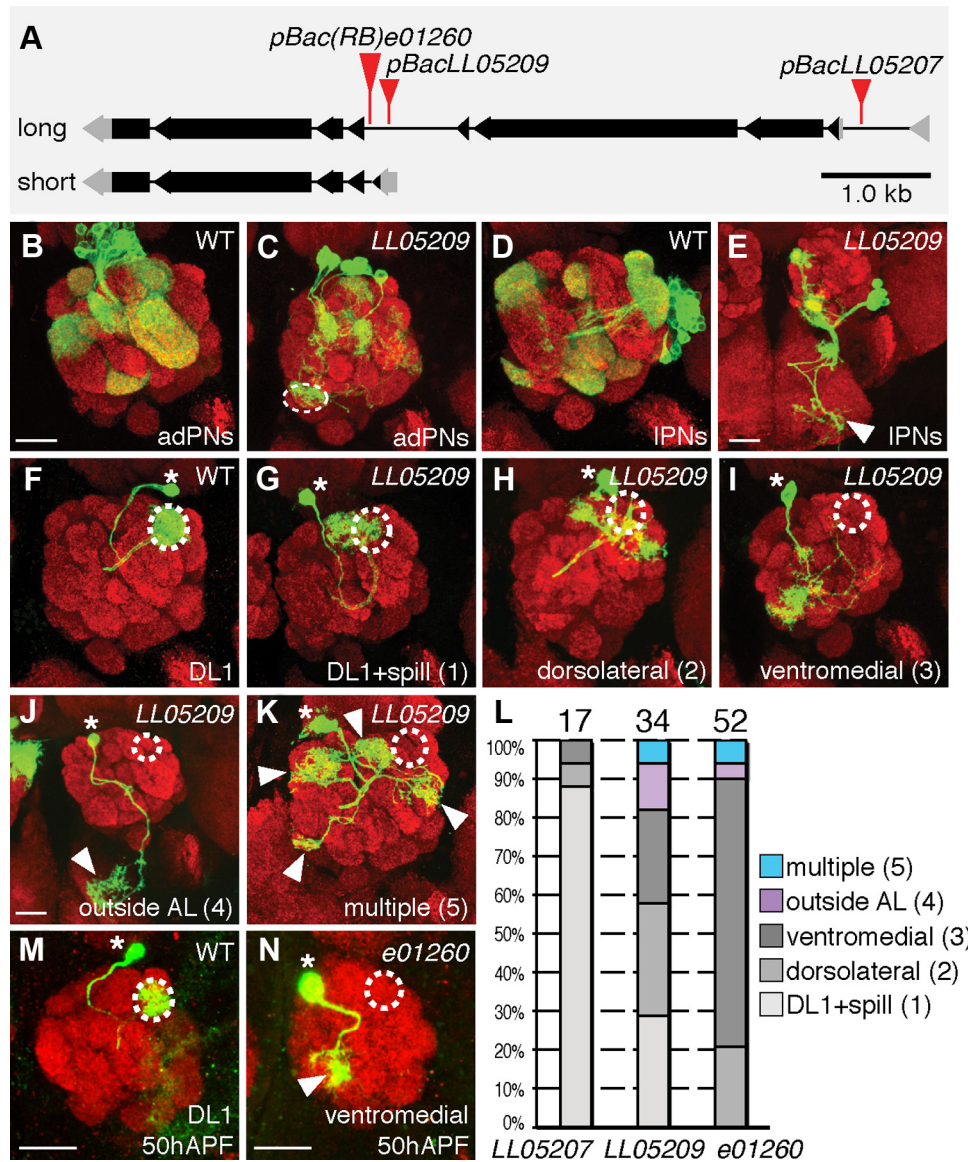 A
pBac(RB)e01260
pBacLL05209
pBacLL05207
long
short
1.0 kb
B
WT
adPNs
C
LL05209
adPNs
D
WT
lPNs
E
LL05209
lPNs
F
*
WT
DL1
G
*
LL05209
DL1+spill (1)
H
*
LL05209
dorsolateral (2)
I
*
LL05209
ventromedial (3)
J
*
LL05209
outside AL (4)
K
*
LL05209
multiple (5)
L
17 34 52
100%
90%
80%
70%
60%
50%
40%
30%
20%
10%
0%
LL05207 LL05209 e01260
multiple (5)
outside AL (4)
ventromedial (3)
dorsolateral (2)
DL1+spill (1)
M
*
WT
DL1
50hAPF
N
*
e01260
ventromedial
50hAPF